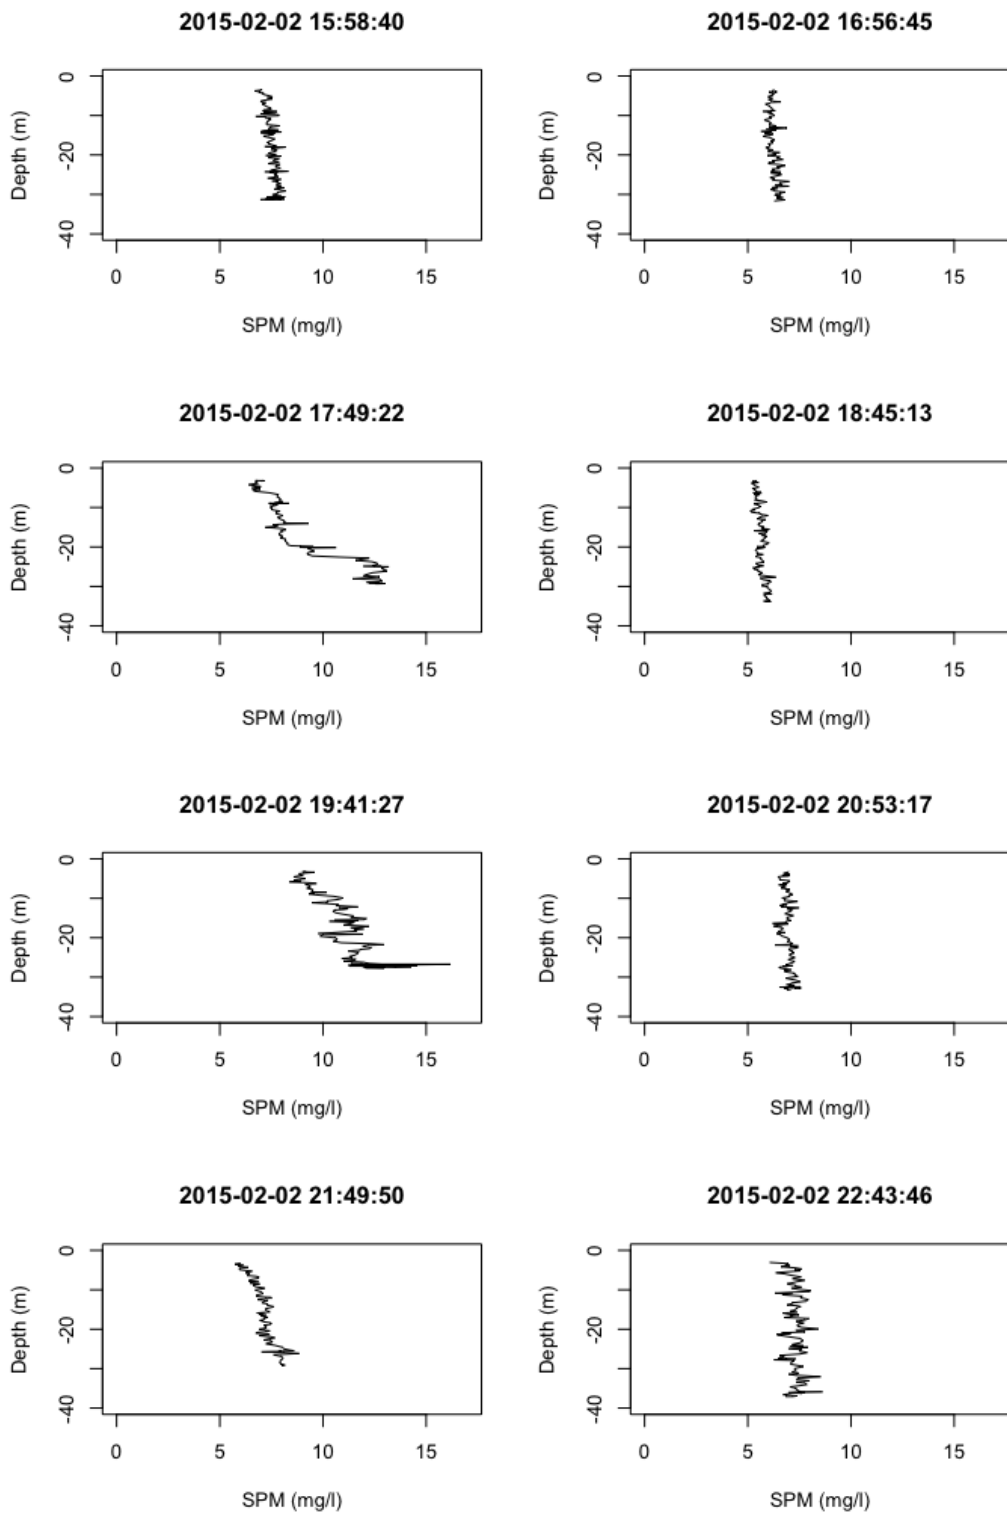 2015-02-02 15:58:40
0
-20
-40
Depth (m)
0 5 10 15
SPM (mg/l)
2015-02-02 16:56:45
0
-20
-40
Depth (m)
0 5 10 15
SPM (mg/l)
2015-02-02 17:49:22
0
-20
-40
Depth (m)
0 5 10 15
SPM (mg/l)
2015-02-02 18:45:13
0
-20
-40
Depth (m)
0 5 10 15
SPM (mg/l)
2015-02-02 19:41:27
0
-20
-40
Depth (m)
0 5 10 15
SPM (mg/l)
2015-02-02 20:53:17
0
-20
-40
Depth (m)
0 5 10 15
SPM (mg/l)
2015-02-02 21:49:50
0
-20
-40
Depth (m)
0 5 10 15
SPM (mg/l)
2015-02-02 22:43:46
0
-20
-40
Depth (m)
0 5 10 15
SPM (mg/l)